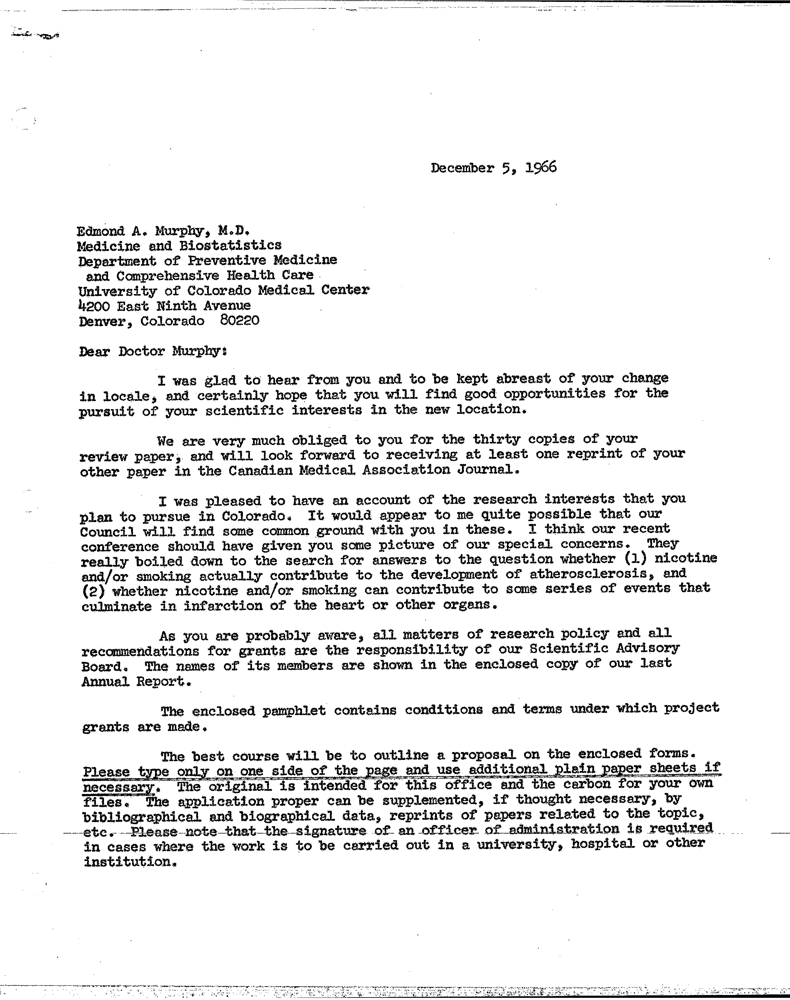 December 5, 1966
Edmond A. Murphy, M.D.
Medicine and Biostatistics
Department of Preventive Medicine
and Comprehensive Health Care
University of Colorado Medical Center
4200 East Ninth Avenue
Denver, Colorado 80220
Dear Doctor Murphy:
I was glad to hear from you and to be kept abreast of your change
in locale, and certainly hope that you will find good opportunities for the
pursuit of your scientific interests in the new location.
We are very much obliged to you for the thirty copies of your
review paper, and will look forward to receiving at least one reprint of your
other paper in the Canadian Medical Association Journal.
I was pleased to have an account of the research interests that you
plan to pursue in Colorado. It would appear to me quite possible that our
Council will find some common ground with you in these. I think our recent
conference should have given you some picture of our special concerns. They
really boiled down to the search for answers to the question whether (1) nicotine
and/or smoking actually contribute to the development of atherosclerosis, and
(2) whether nicotine and/or smoking can contribute to some series of events that
culminate in infarction of the heart or other organs.
As you are probably aware, all matters of research policy and all
recommendations for grants are the responsibility of our Scientific Advisory
Board. The names of its members are shown in the enclosed copy of our last
Annual Report.
The enclosed pamphlet contains conditions and terms under which project
grants are made.
The best course will be to outline a proposal on the enclosed forms.
Please type only on one side of the page and use additional plain paper sheets if
necessary. The original is intended for this office and the carbon for your own
files. The application proper can be supplemented, if thought necessary, by
bibliographical and biographical data, reprints of papers related to the topic,
etc. Please note that the signature of an officer of administration is required
in cases where the work is to be carried out in a university, hospital or other
institution.